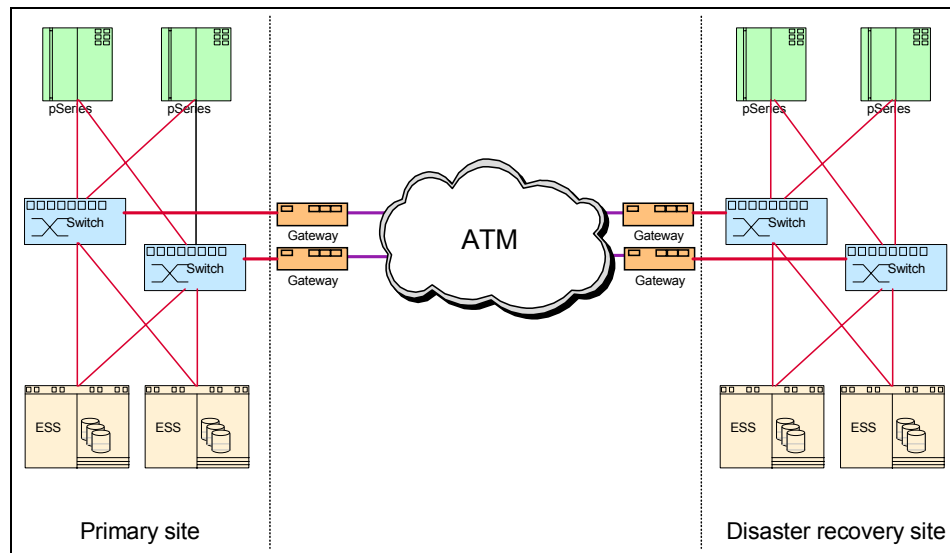 pSeries
pSeries
pSeries
pSeries
Switch
Gateway
Gateway
Switch
ATM
Switch
Gateway
Gateway
Switch
ESS
ESS
ESS
ESS
Primary site
Disaster recovery site